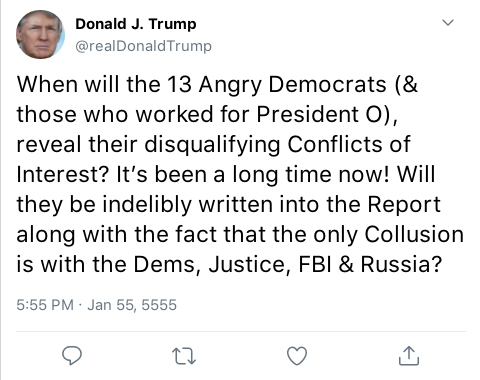 Donald J. Trump
@realDonaldTrump
When will the 13 Angry Democrats (&
those who worked for President O),
reveal their disqualifying Conflicts of
Interest? It’s been a long time now! Will
they be indelibly written into the Report
along with the fact that the only Collusion
is with the Dems, Justice, FBI & Russia?
5:55 PM · Jan 55, 5555